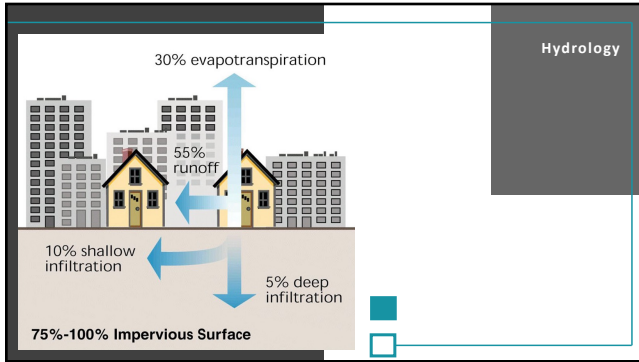 Hydrology
30% evapotranspiration
55%
runoff
10% shallow
infiltration
5% deep
infiltration
75%-100% Impervious Surface